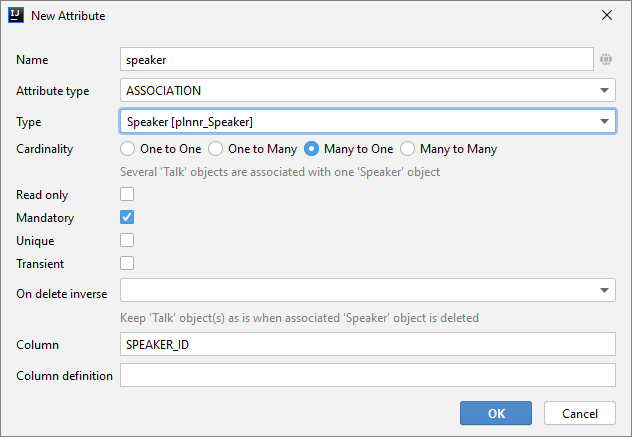 IJ New Attribute
Name speaker
Attribute type ASSOCIATION
Type Speaker [plnnr_Speaker]
Cardinality One to One One to Many Many to One Many to Many
Several 'Talk' objects are associated with one 'Speaker' object
Read only
Mandatory
Unique
Transient
On delete inverse
Keep 'Talk' object(s) as is when associated 'Speaker' object is deleted
Column SPEAKER_ID
Column definition
OK Cancel